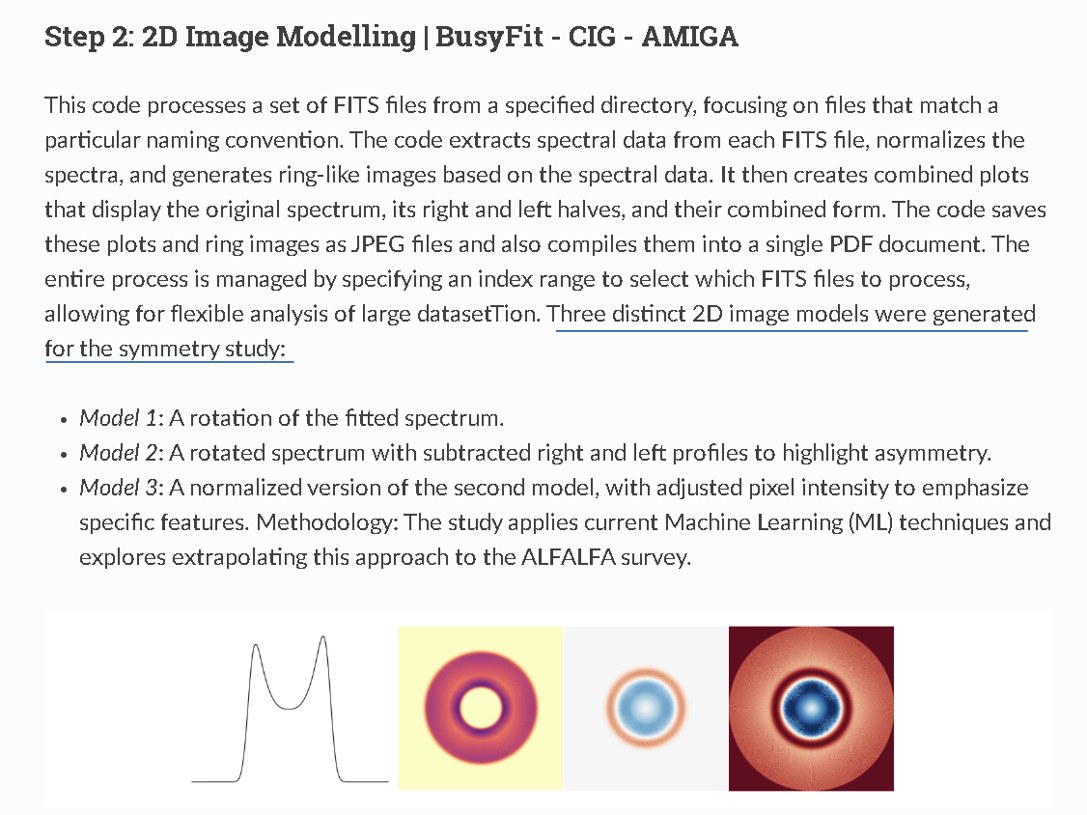 Step 2: 2D Image Modelling | BusyFit - CIG - AMIGA
This code processes a set of FITS files from a specified directory, focusing on files that match a
particular naming convention. The code extracts spectral data from each FITS file, normalizes the
spectra, and generates ring-like images based on the spectral data. It then creates combined plots
that display the original spectrum, its right and left halves, and their combined form. The code saves
these plots and ring images as JPEG files and also compiles them into a single PDF document. The
entire process is managed by specifying an index range to select which FITS files to process,
allowing for flexible analysis of large datasetTion. Three distinct 2D image models were generated
for the symmetry study:
• Model 1: A rotation of the fitted spectrum.
• Model 2: A rotated spectrum with subtracted right and left profiles to highlight asymmetry.
• Model 3: A normalized version of the second model, with adjusted pixel intensity to emphasize
specific features. Methodology: The study applies current Machine Learning (ML) techniques and
explores extrapolating this approach to the ALFALFA survey.